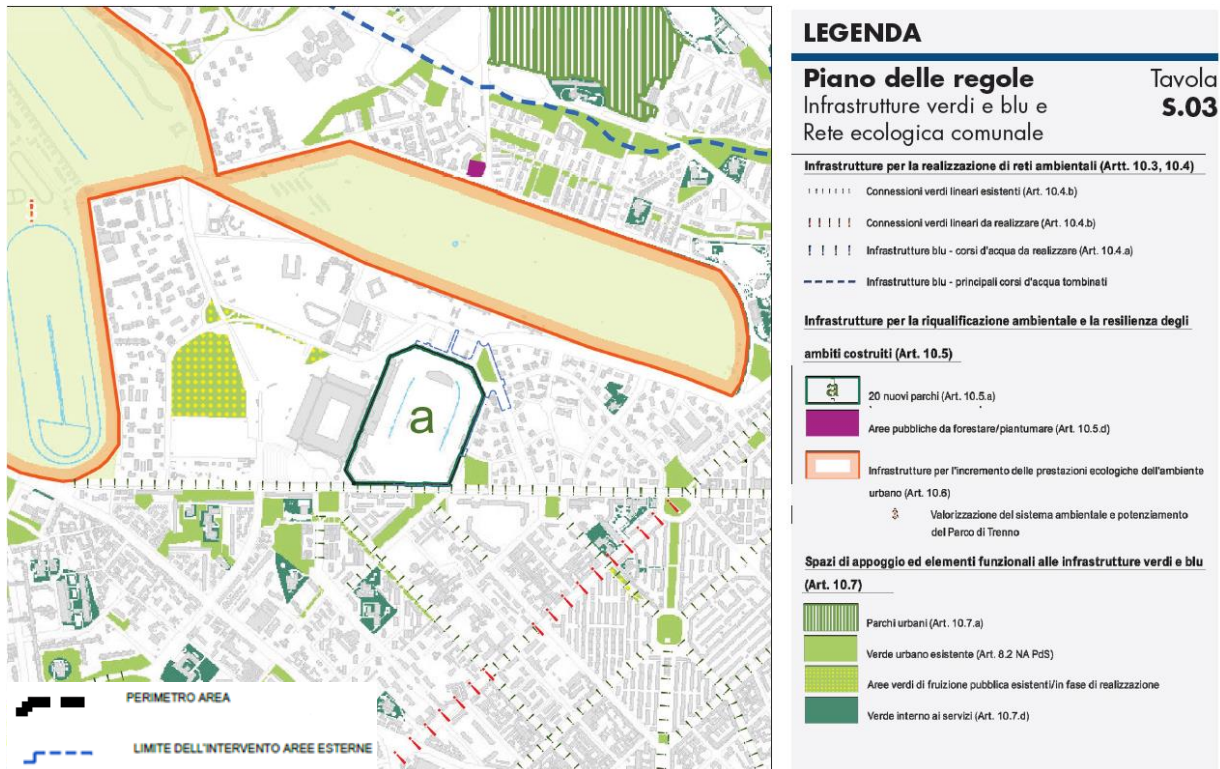 a
PERIMETRO AREA
LIMITE DELL'INTERVENTO AREE ESTERNE
LEGENDA
Piano delle regole Tavola
Infrastrutture verdi e blu e S.03
Rete ecologica comunale
Infrastrutture per la realizzazione di reti ambientali (Artt. 10.3, 10.4)
Connessioni verdi lineari esistenti (Art. 10.4.b)
Connessioni verdi lineari da realizzare (Art. 10.4.b)
Infrastrutture blu - corsi d'acqua da realizzare (Art. 10.4.a)
Infrastrutture blu - principali corsi d'acqua tombinati
Infrastrutture per la riqualificazione ambientale e la resilienza degli
ambiti costruiti (Art. 10.5)
a
20 nuovi parchi (Art. 10.5.a)
Aree pubbliche da forestare/piantumare (Art. 10.5.d)
Infrastrutture per l'incremento delle prestazioni ecologiche dell'ambiente
urbano (Art. 10.6)
Valorizzazione del sistema ambientale e potenziamento
del Parco di Trenno
Spazi di appoggio ed elementi funzionali alle infrastrutture verdi e blu
(Art. 10.7)
Parchi urbani (Art. 10.7.a)
Verde urbano esistente (Art. 8.2 NA PdS)
Aree verdi di fruizione pubblica esistenti/in fase di realizzazione
Verde interno ai servizi (Art. 10.7.d)